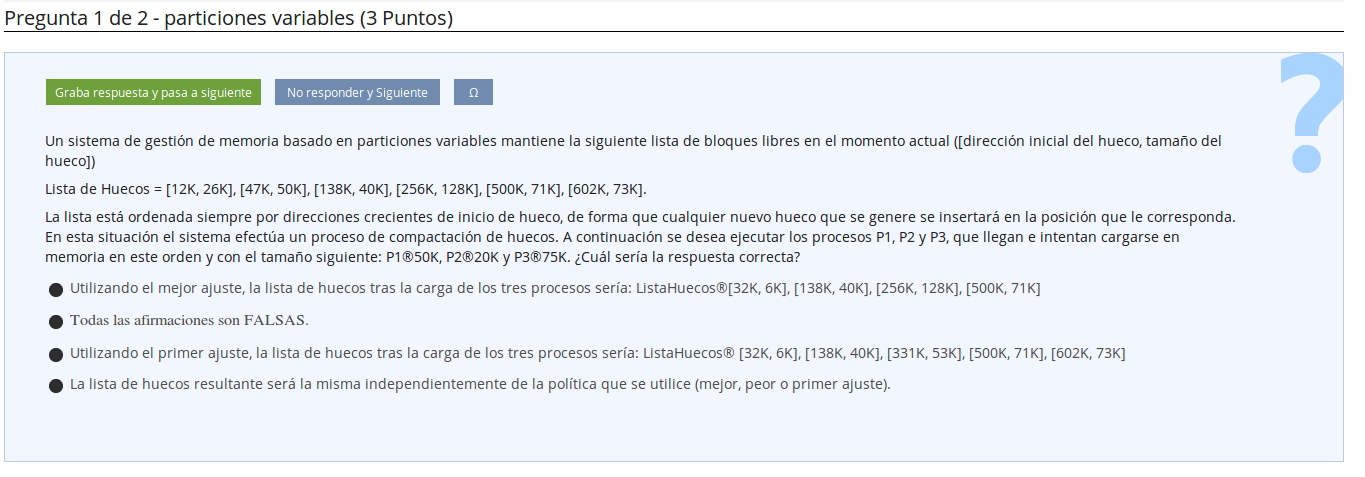 Pregunta 1 de 2 - particiones variables (3 Puntos)
Graba respuesta y pasa a siguiente
No responder y Siguiente
Ω
?
Un sistema de gestión de memoria basado en particiones variables mantiene la siguiente lista de bloques libres en el momento actual ([dirección inicial del hueco, tamaño del
hueco])
Lista de Huecos = [12K, 26K], [47K, 50K], [138K, 40K], [256K, 128K], [500K, 71K], [602K, 73K].
La lista está ordenada siempre por direcciones crecientes de inicio de hueco, de forma que cualquier nuevo hueco que se genere se insertará en la posición que le corresponda.
En esta situación el sistema efectúa un proceso de compactación de huecos. A continuación se desea ejecutar los procesos P1, P2 y P3, que llegan e intentan cargarse en
memoria en este orden y con el tamaño siguiente: P1®50K, P2®20K y P3®75K. ¿Cuál sería la respuesta correcta?
Utilizando el mejor ajuste, la lista de huecos tras la carga de los tres procesos sería: ListaHuecos®[32K, 6K], [138K, 40K], [256K, 128K], [500K, 71K]
Todas las afirmaciones son FALSAS.
Utilizando el primer ajuste, la lista de huecos tras la carga de los tres procesos sería: ListaHuecos® [32K, 6K], [138K, 40K], [331K, 53K], [500K, 71K], [602K, 73K]
La lista de huecos resultante será la misma independientemente de la política que se utilice (mejor, peor o primer ajuste).